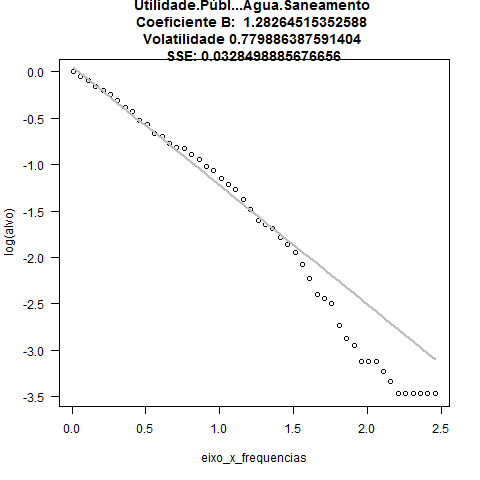 Utilidade.Públ...Água.Saneamento
Coeficiente B:  1.28264515352588
Volatilidade 0.779886387591404
SSE: 0.0328498885676656
log(alvo)
0.0
-0.5
-1.0
-1.5
-2.0
-2.5
-3.0
-3.5
0.0 0.5 1.0 1.5 2.0 2.5
eixo_x_frequencias